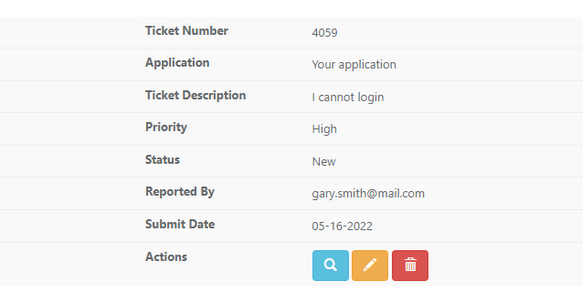 Ticket Number 4059
Application Your application
Ticket Description I cannot login
Priority High
Status New
Reported By gary.smith@mail.com
Submit Date 05-16-2022
Actions